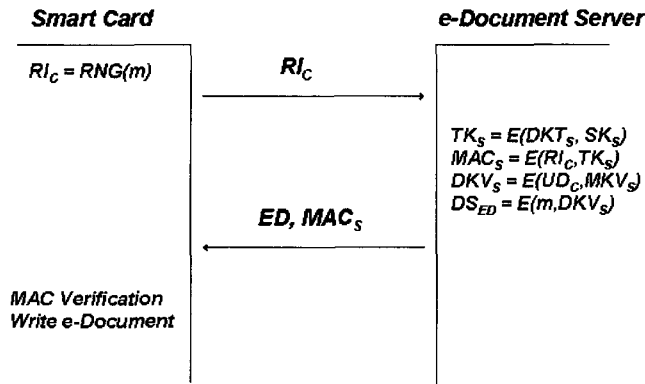 Smart Card
e-Document Server
RI_C = RNG(m)
RI_C
TK_S = E(DKT_S, SK_S)
MAC_S = E(RI_C,TK_S)
DKV_S = E(UD_C,MKV_S)
DS_ED = E(m,DKV_S)
ED, MAC_S
MAC Verification
Write e-Document